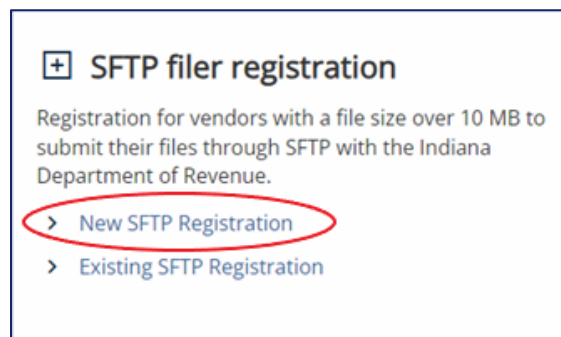 SFTP filer registration
Registration for vendors with a file size over 10 MB to
submit their files through SFTP with the Indiana
Department of Revenue.
> New SFTP Registration
> Existing SFTP Registration